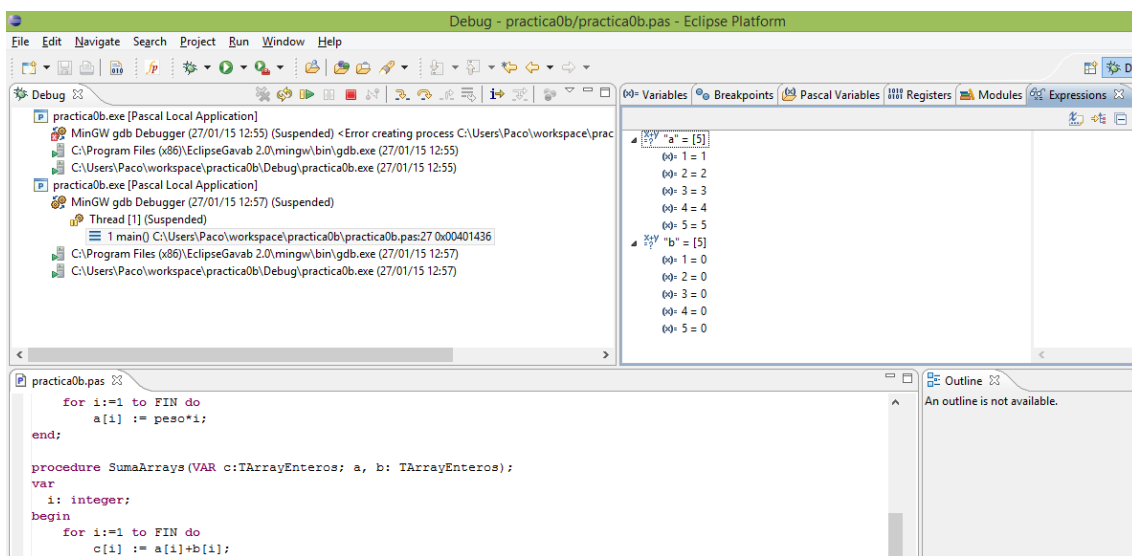 Debug - practica0b/practica0b.pas - Eclipse Platform
File Edit Navigate Search Project Run Window Help
D
Debug
practica0b.exe [Pascal Local Application]
MinGW gdb Debugger (27/01/15 12:55) (Suspended) <Error creating process C:\Users\Paco\workspace\prac
C:\Program Files (x86)\EclipseGavab 2.0\mingw\bin\gdb.exe (27/01/15 12:55)
C:\Users\Paco\workspace\practica0b\Debug\practica0b.exe (27/01/15 12:55)
practica0b.exe [Pascal Local Application]
MinGW gdb Debugger (27/01/15 12:57) (Suspended)
Thread [1] (Suspended)
1 main() C:\Users\Paco\workspace\practica0b\practica0b.pas:27 0x00401436
C:\Program Files (x86)\EclipseGavab 2.0\mingw\bin\gdb.exe (27/01/15 12:57)
C:\Users\Paco\workspace\practica0b\Debug\practica0b.exe (27/01/15 12:57)
(x)= Variables Breakpoints Pascal Variables Registers Modules Expressions
"a" = [5]
(x)= 1 = 1
(x)= 2 = 2
(x)= 3 = 3
(x)= 4 = 4
(x)= 5 = 5
"b" = [5]
(x)= 1 = 0
(x)= 2 = 0
(x)= 3 = 0
(x)= 4 = 0
(x)= 5 = 0
practica0b.pas
for i:=1 to FIN do
a[i] := peso*i;
end;
procedure SumaArrays(VAR c:TArrayEnteros; a, b: TArrayEnteros);
var
i: integer;
begin
for i:=1 to FIN do
c[i] := a[i]+b[i];
Outline
An outline is not available.